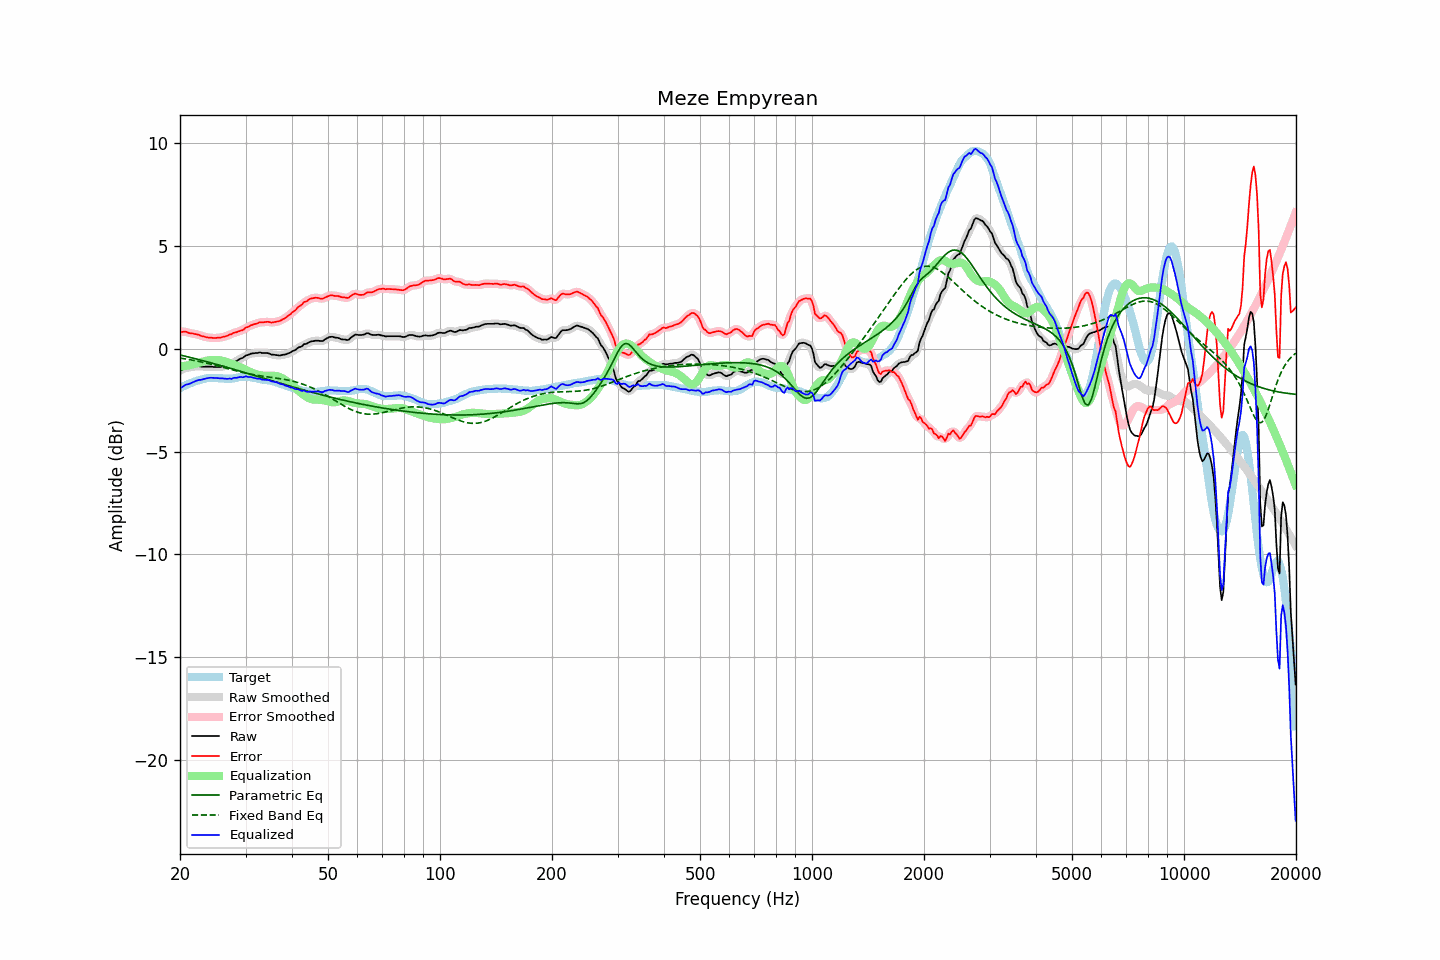 Meze Empyrean
10
5
0
−5
−10
−15
−20
Amplitude (dBr)
Target
Raw Smoothed
Error Smoothed
Raw
Error
Equalization
Parametric Eq
Fixed Band Eq
Equalized
20 50 100 200 500 1000 2000 5000 10000 20000
Frequency (Hz)